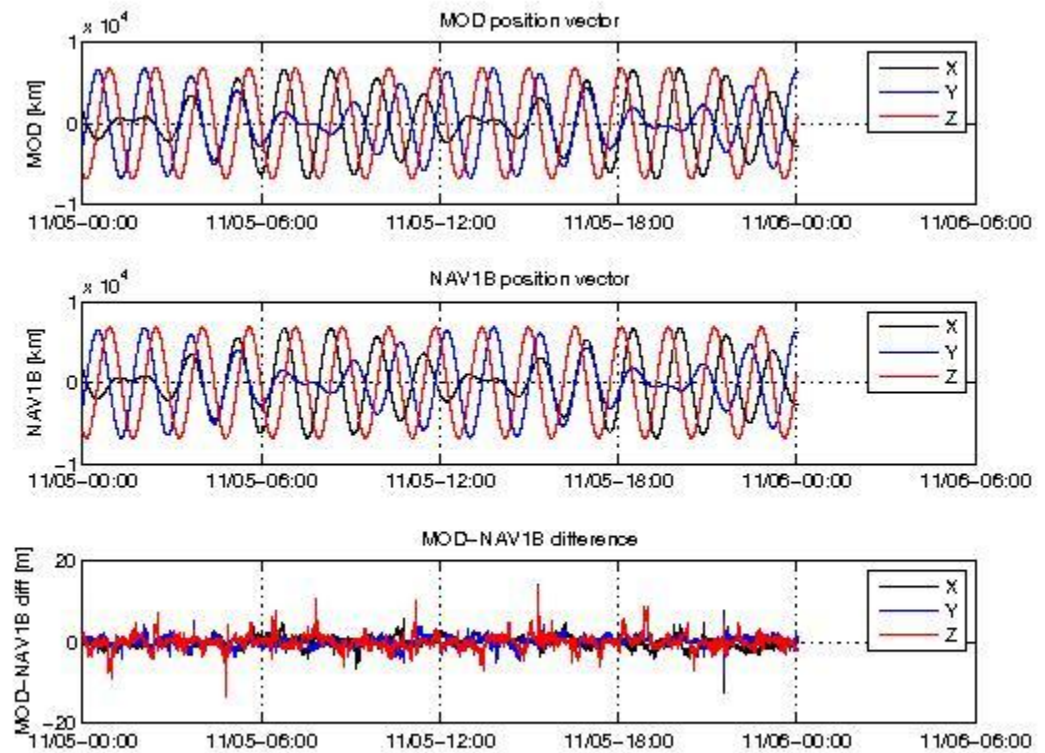 MOD position vector
x 10^4
1
0
−1
MOD [km]
X
Y
Z
11/05−00:00 11/05−06:00 11/05−12:00 11/05−18:00 11/06−00:00 11/06−06:00
NAV1B position vector
x 10^4
1
0
−1
NAV1B [km]
X
Y
Z
11/05−00:00 11/05−06:00 11/05−12:00 11/05−18:00 11/06−00:00 11/06−06:00
MOD−NAV1B difference
20
0
−20
MOD−NAV1B diff [m]
X
Y
Z
11/05−00:00 11/05−06:00 11/05−12:00 11/05−18:00 11/06−00:00 11/06−06:00